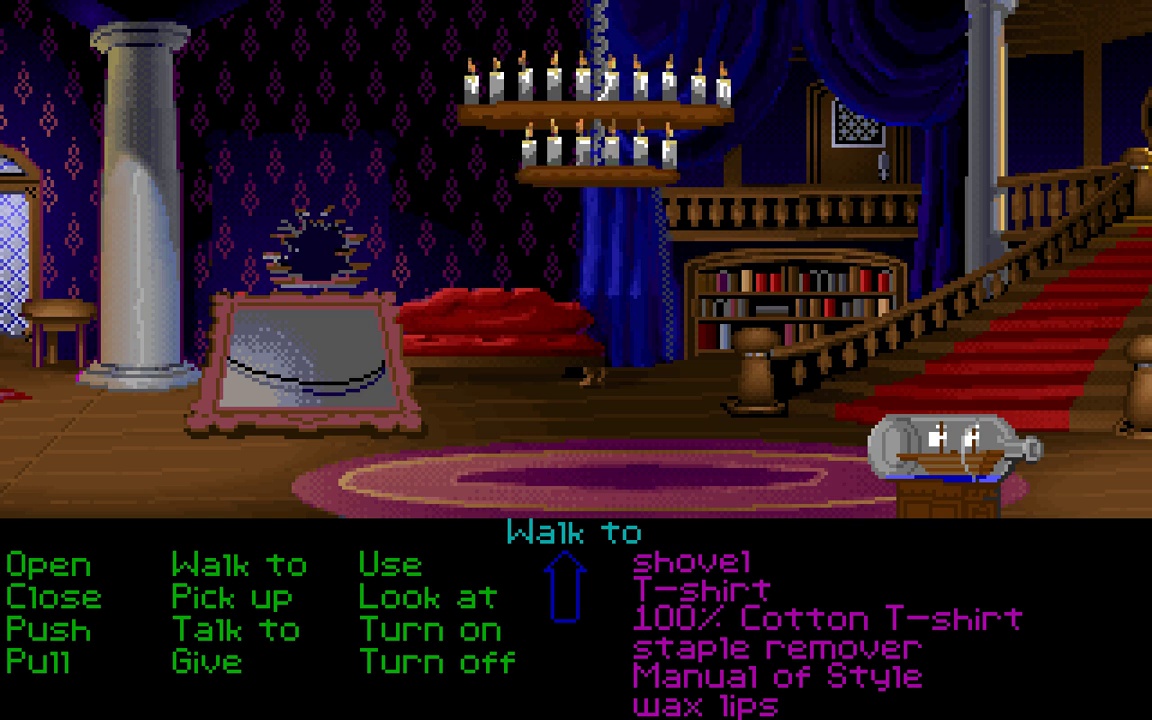 Walk to
Open Walk to Use
Close Pick up Look at
Push Talk to Turn on
Pull Give Turn off
shovel
T-shirt
100% Cotton T-shirt
staple remover
Manual of Style
wax lips